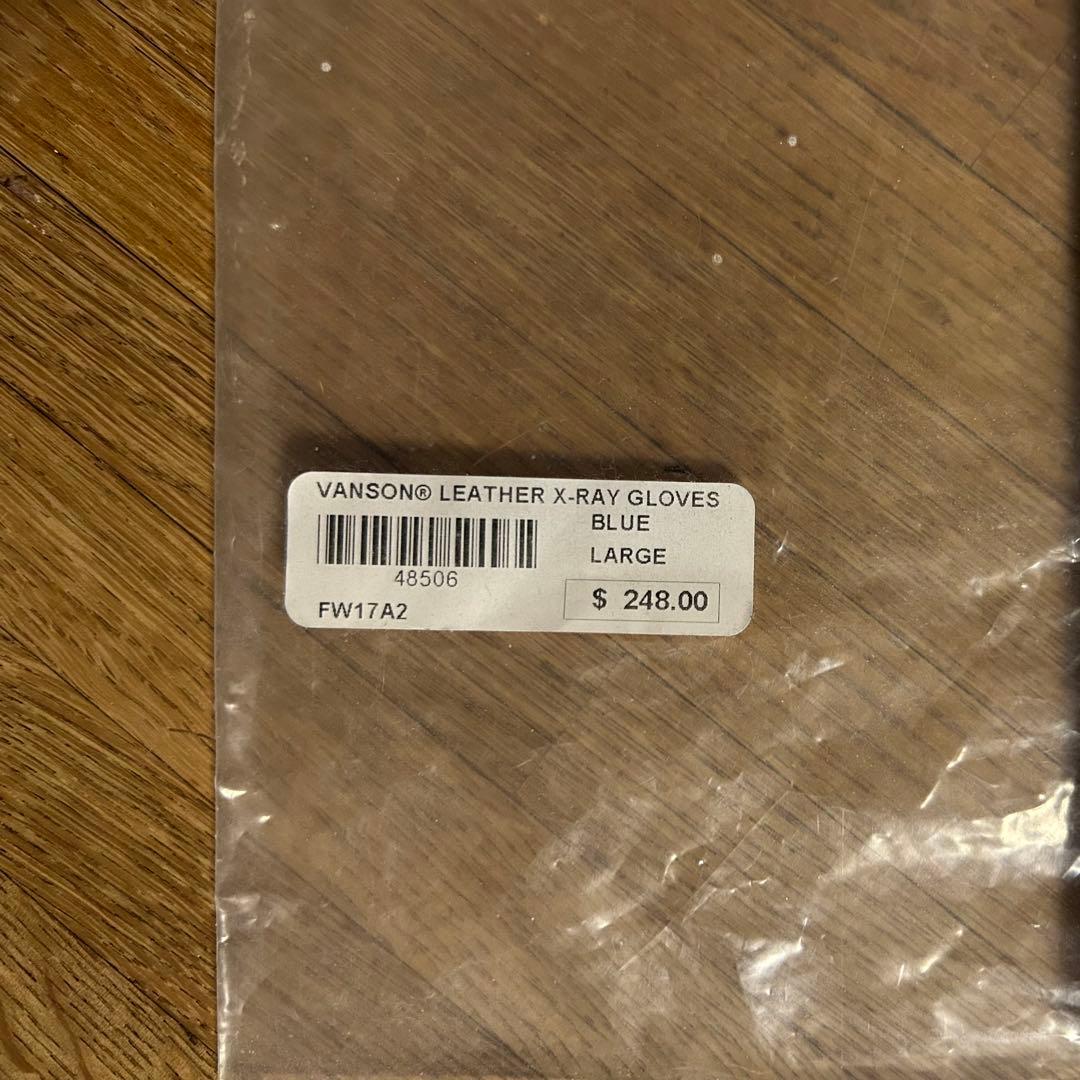 VANSON® LEATHER X-RAY GLOVES
BLUE
LARGE
48506
FW17A2
$ 248.00